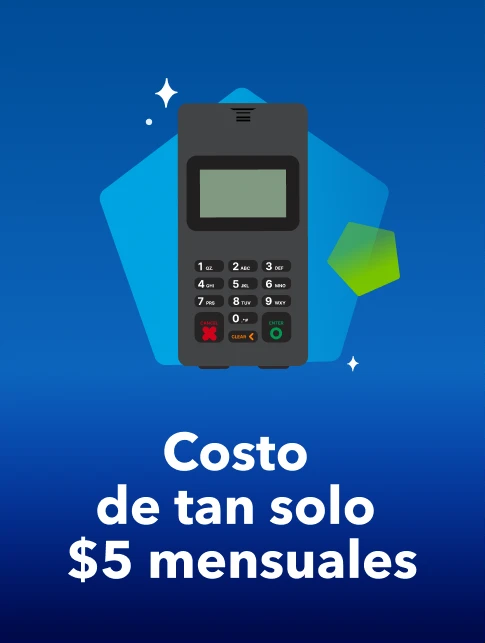 1 QZ. 2 ABC 3 DEF
4 GHI 5 JKL 6 MNO
7 PRS 8 TUV 9 WXY
CANCEL 0 ENTER
CLEAR
Costo
de tan solo
$5 mensuales